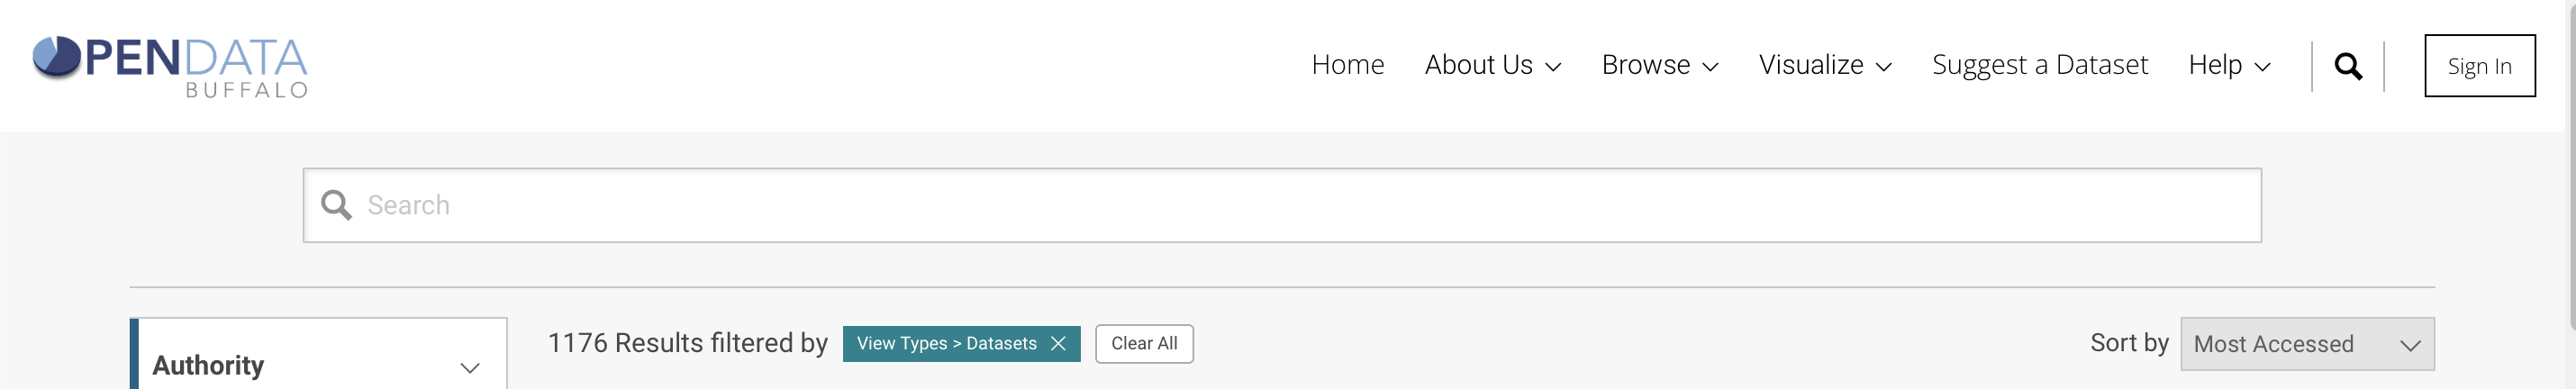 OPENDATA
BUFFALO
Home About Us Browse Visualize Suggest a Dataset Help Sign In
Search
Authority
1176 Results filtered by View Types > Datasets Clear All
Sort by Most Accessed